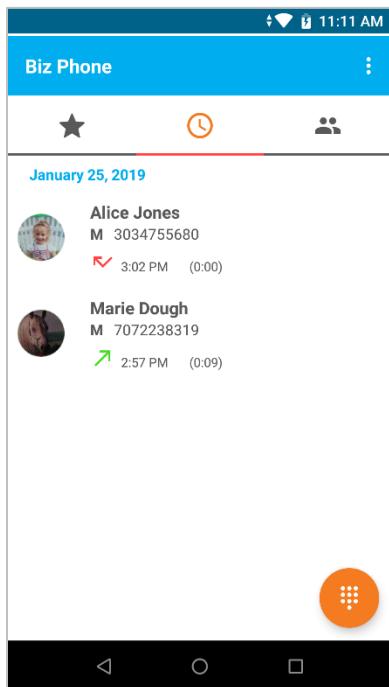 11:11 AM
Biz Phone
January 25, 2019
Alice Jones
M 3034755680
3:02 PM (0:00)
Marie Dough
M 7072238319
2:57 PM (0:09)